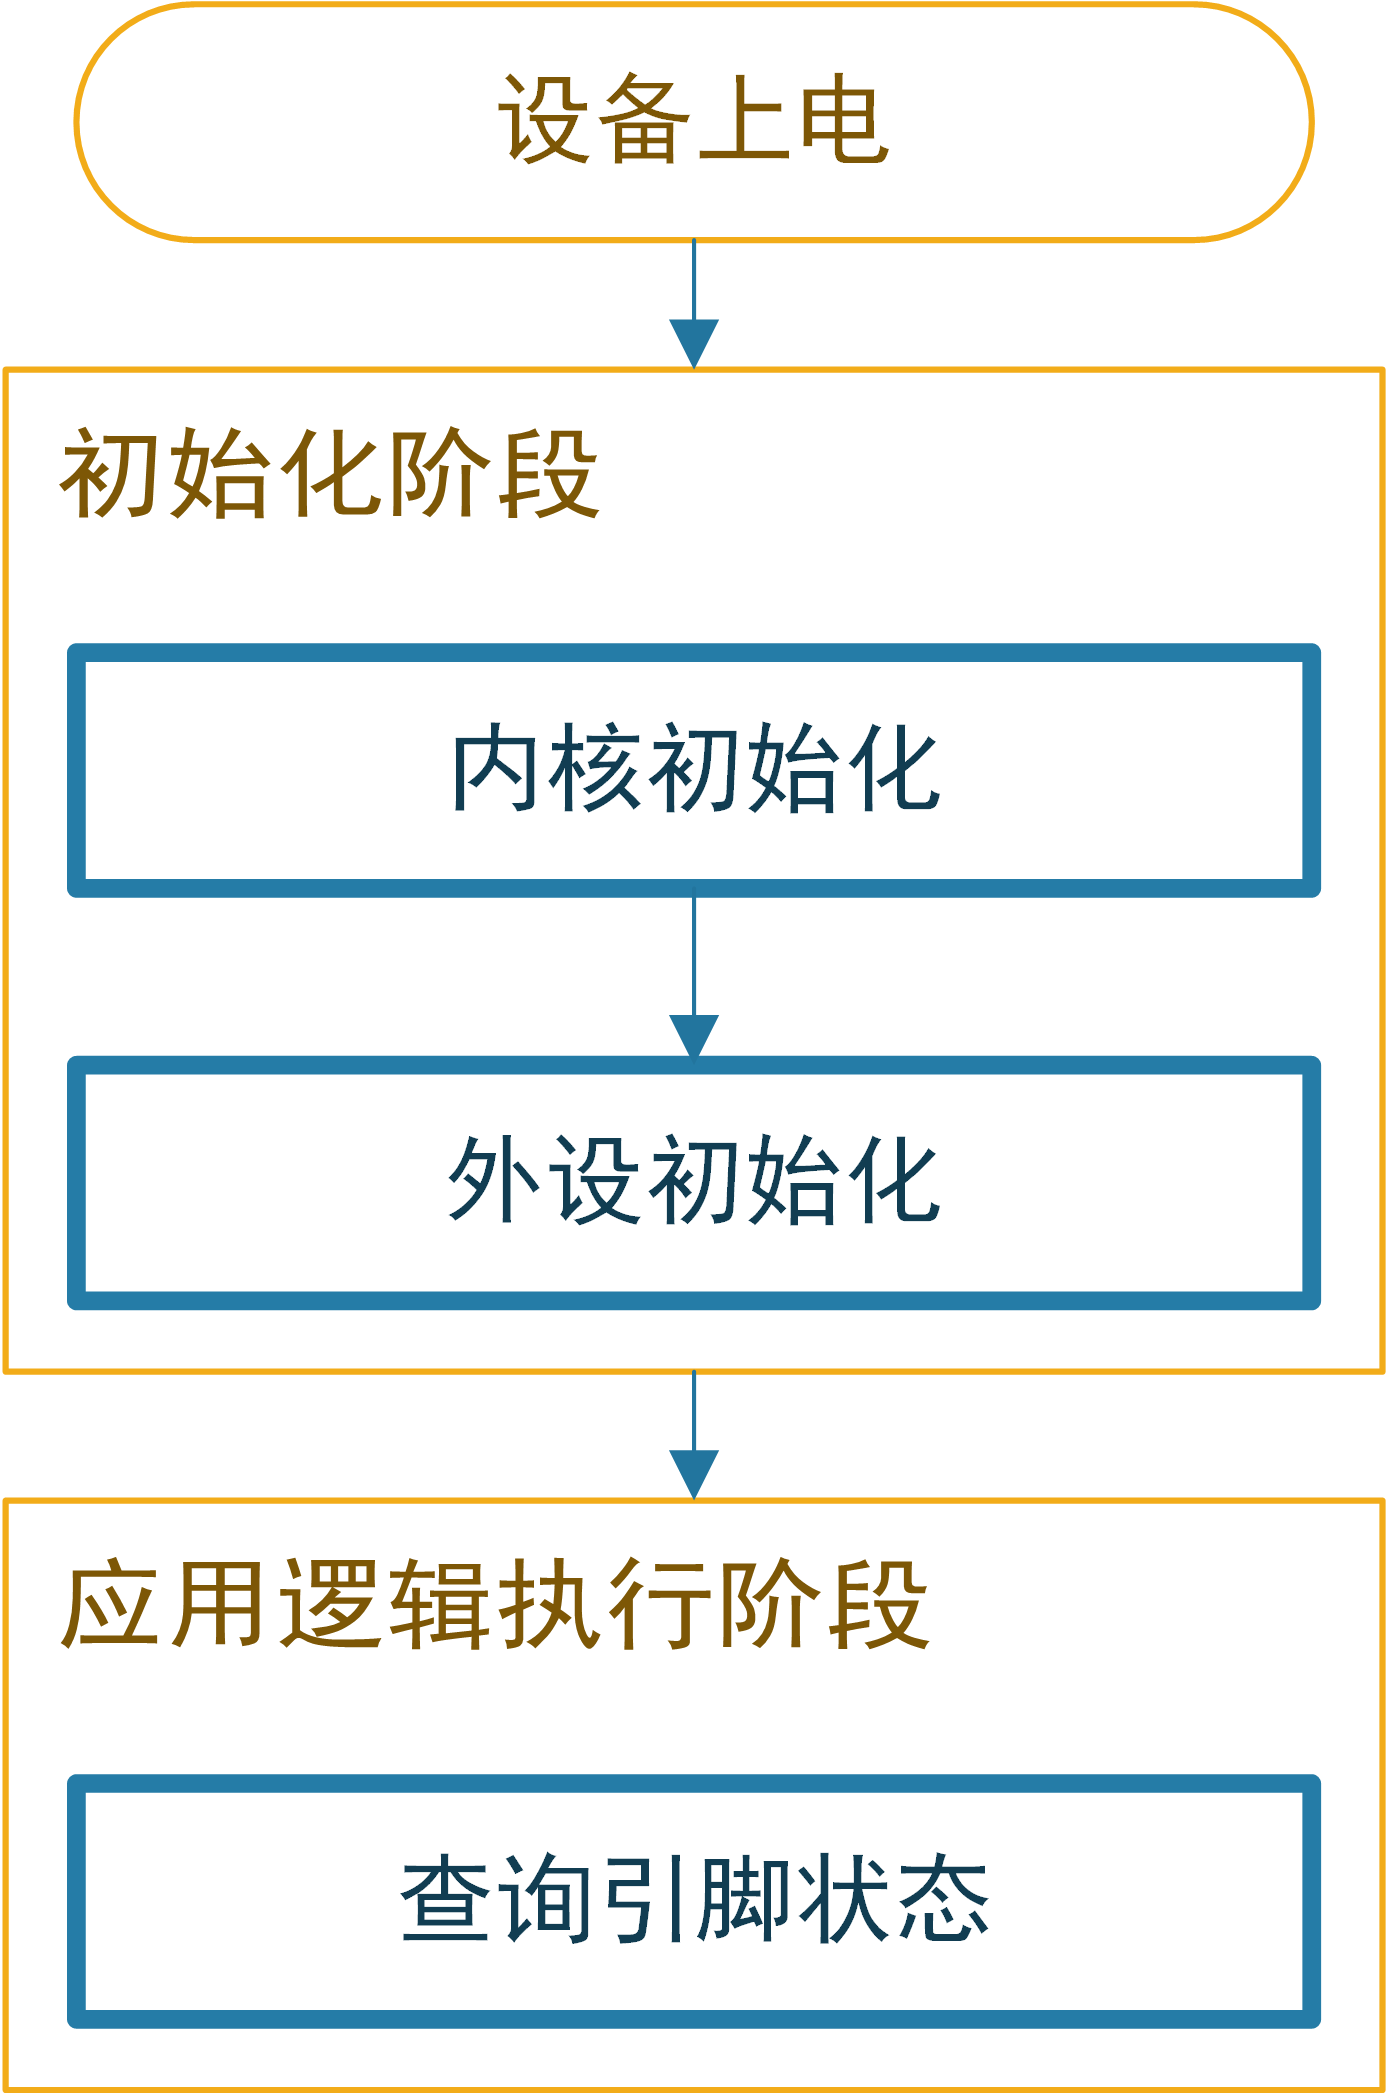 设备上电
初始化阶段
内核初始化
外设初始化
应用逻辑执行阶段
查询引脚状态